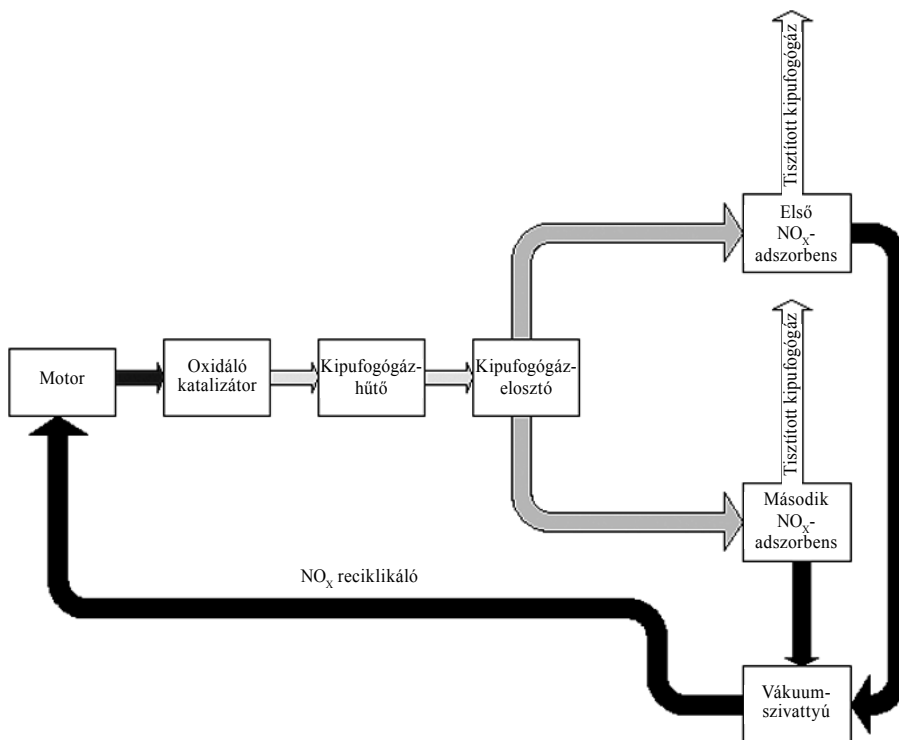 Tisztított kipufogógáz
Első
NOX-
adszorbens
Tisztított kipufogógáz
Motor
Oxidáló
katalizátor
Kipufogógáz-
hűtő
Kipufogógáz-
elosztó
Második
NOX-
adszorbens
NOX reciklikáló
Vákuum-
szivattyú